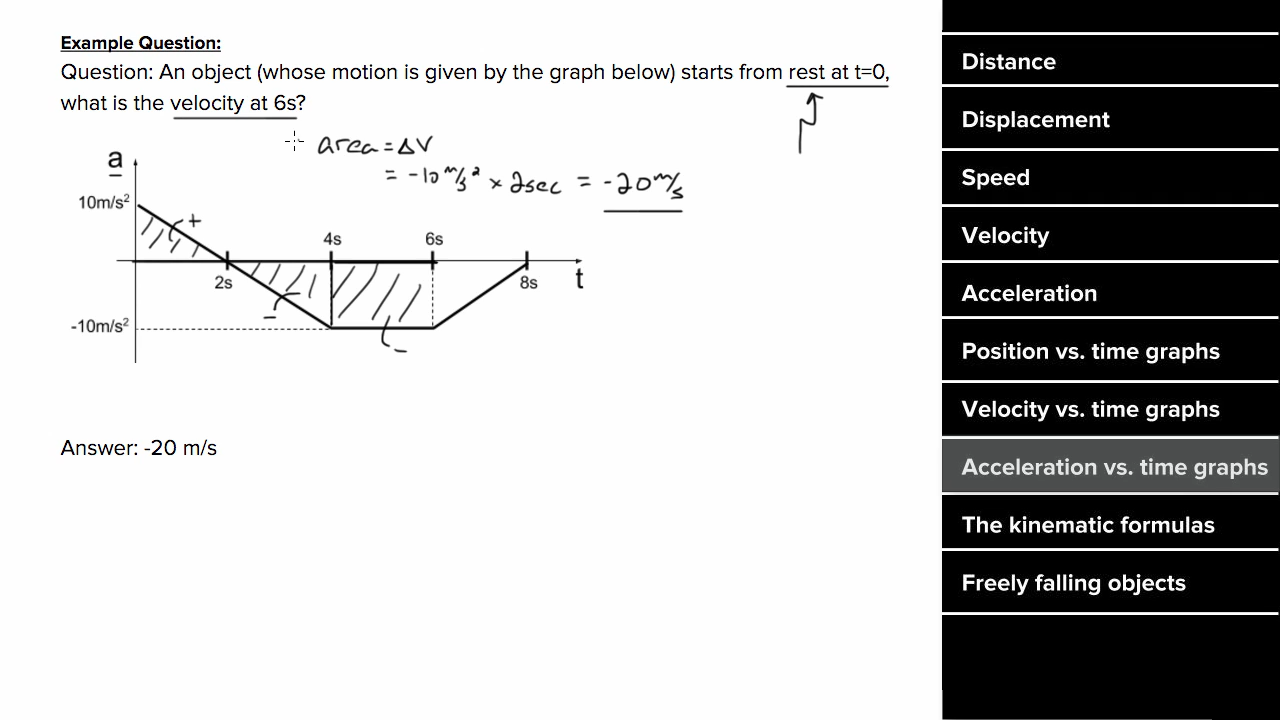 Example Question:
Question: An object (whose motion is given by the graph below) starts from rest at t=0,
what is the velocity at 6s?
area = ΔV
= -10 m/s² × 2sec = -20 m/s
a
10m/s²
+
4s
6s
2s
8s
t
-
-10m/s²
-
Answer: -20 m/s
Distance
Displacement
Speed
Velocity
Acceleration
Position vs. time graphs
Velocity vs. time graphs
Acceleration vs. time graphs
The kinematic formulas
Freely falling objects